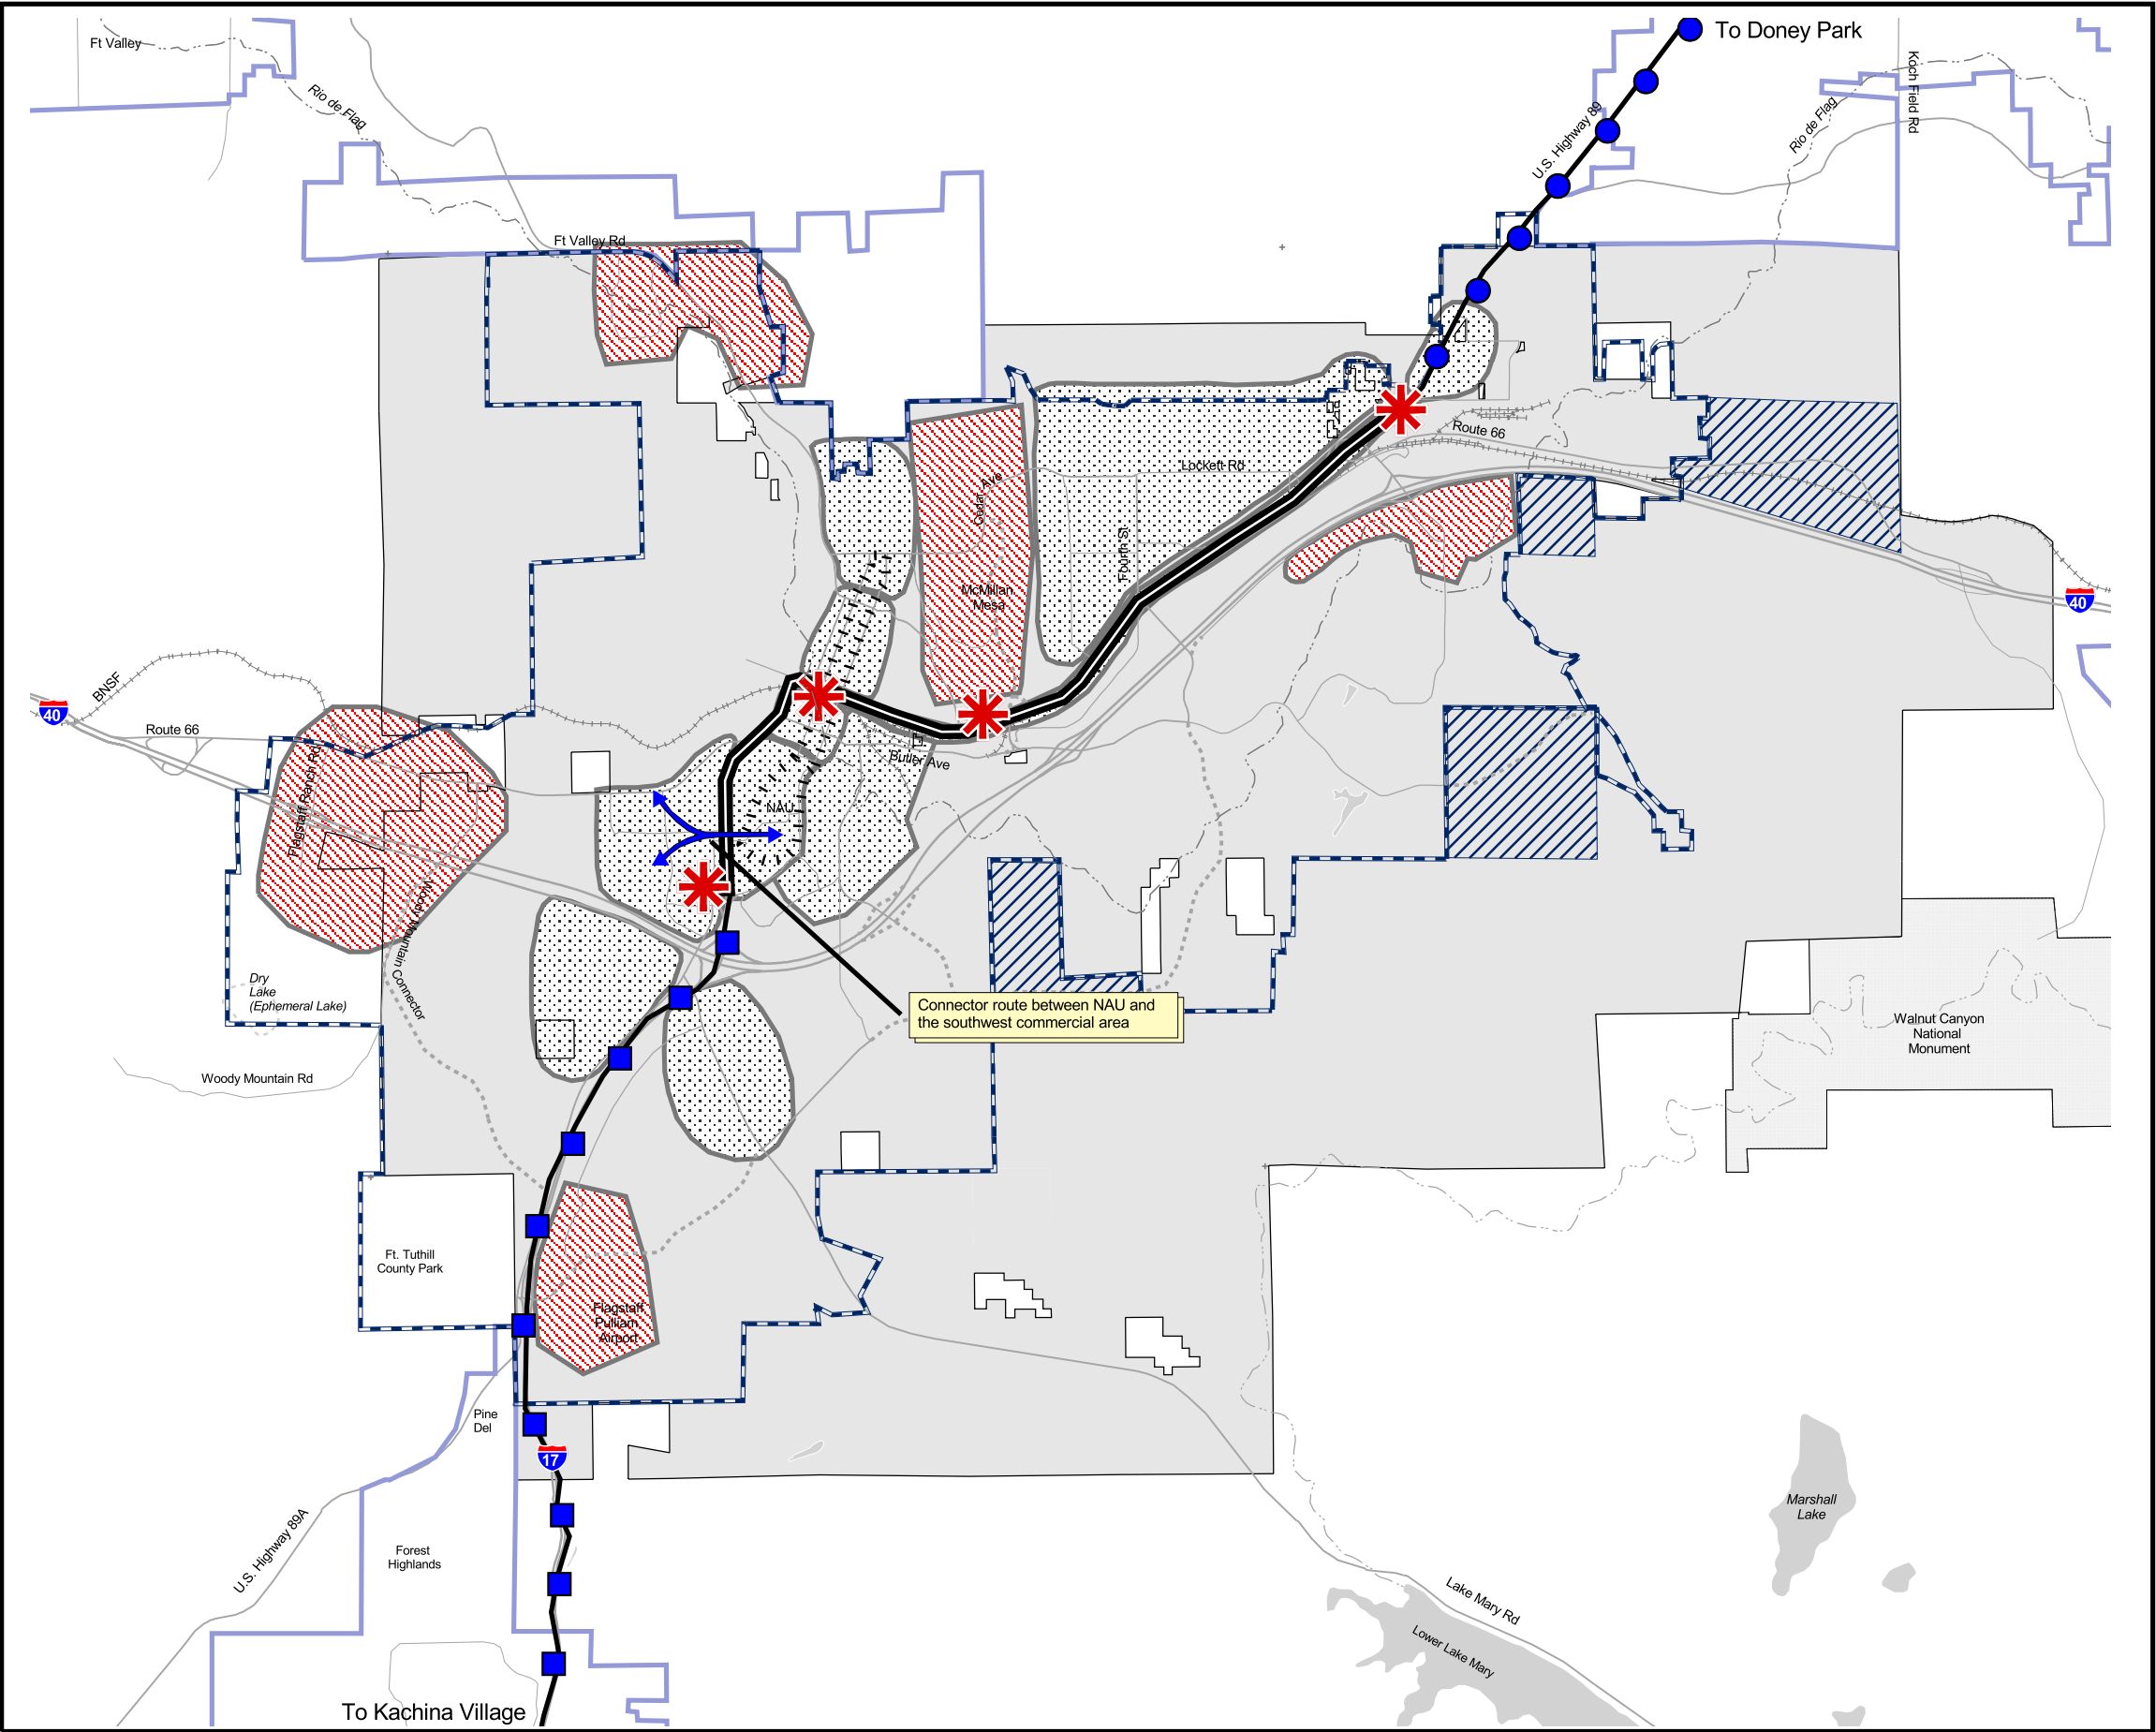 To Doney Park
Ft Valley
Koch Field Rd
Rio de Flag
U.S. Highway 89
Rio de Flag
Ft Valley Rd
Route 66
Lockett Rd
Cedar Ave
Fourth St
McMillan
Mesa
40
BNSF
40
Route 66
Butler Ave
Flagstaff Ranch Rd
NAU
Woody Mountain Connector
Dry
Lake
(Ephemeral Lake)
Connector route between NAU and
the southwest commercial area
Walnut Canyon
National
Monument
Woody Mountain Rd
Ft. Tuthill
County Park
Flagstaff
Pulliam
Airport
Pine
Del
17
Marshall
Lake
U.S. Highway 89A
Forest
Highlands
Lake Mary Rd
Lower Lake Mary
To Kachina Village